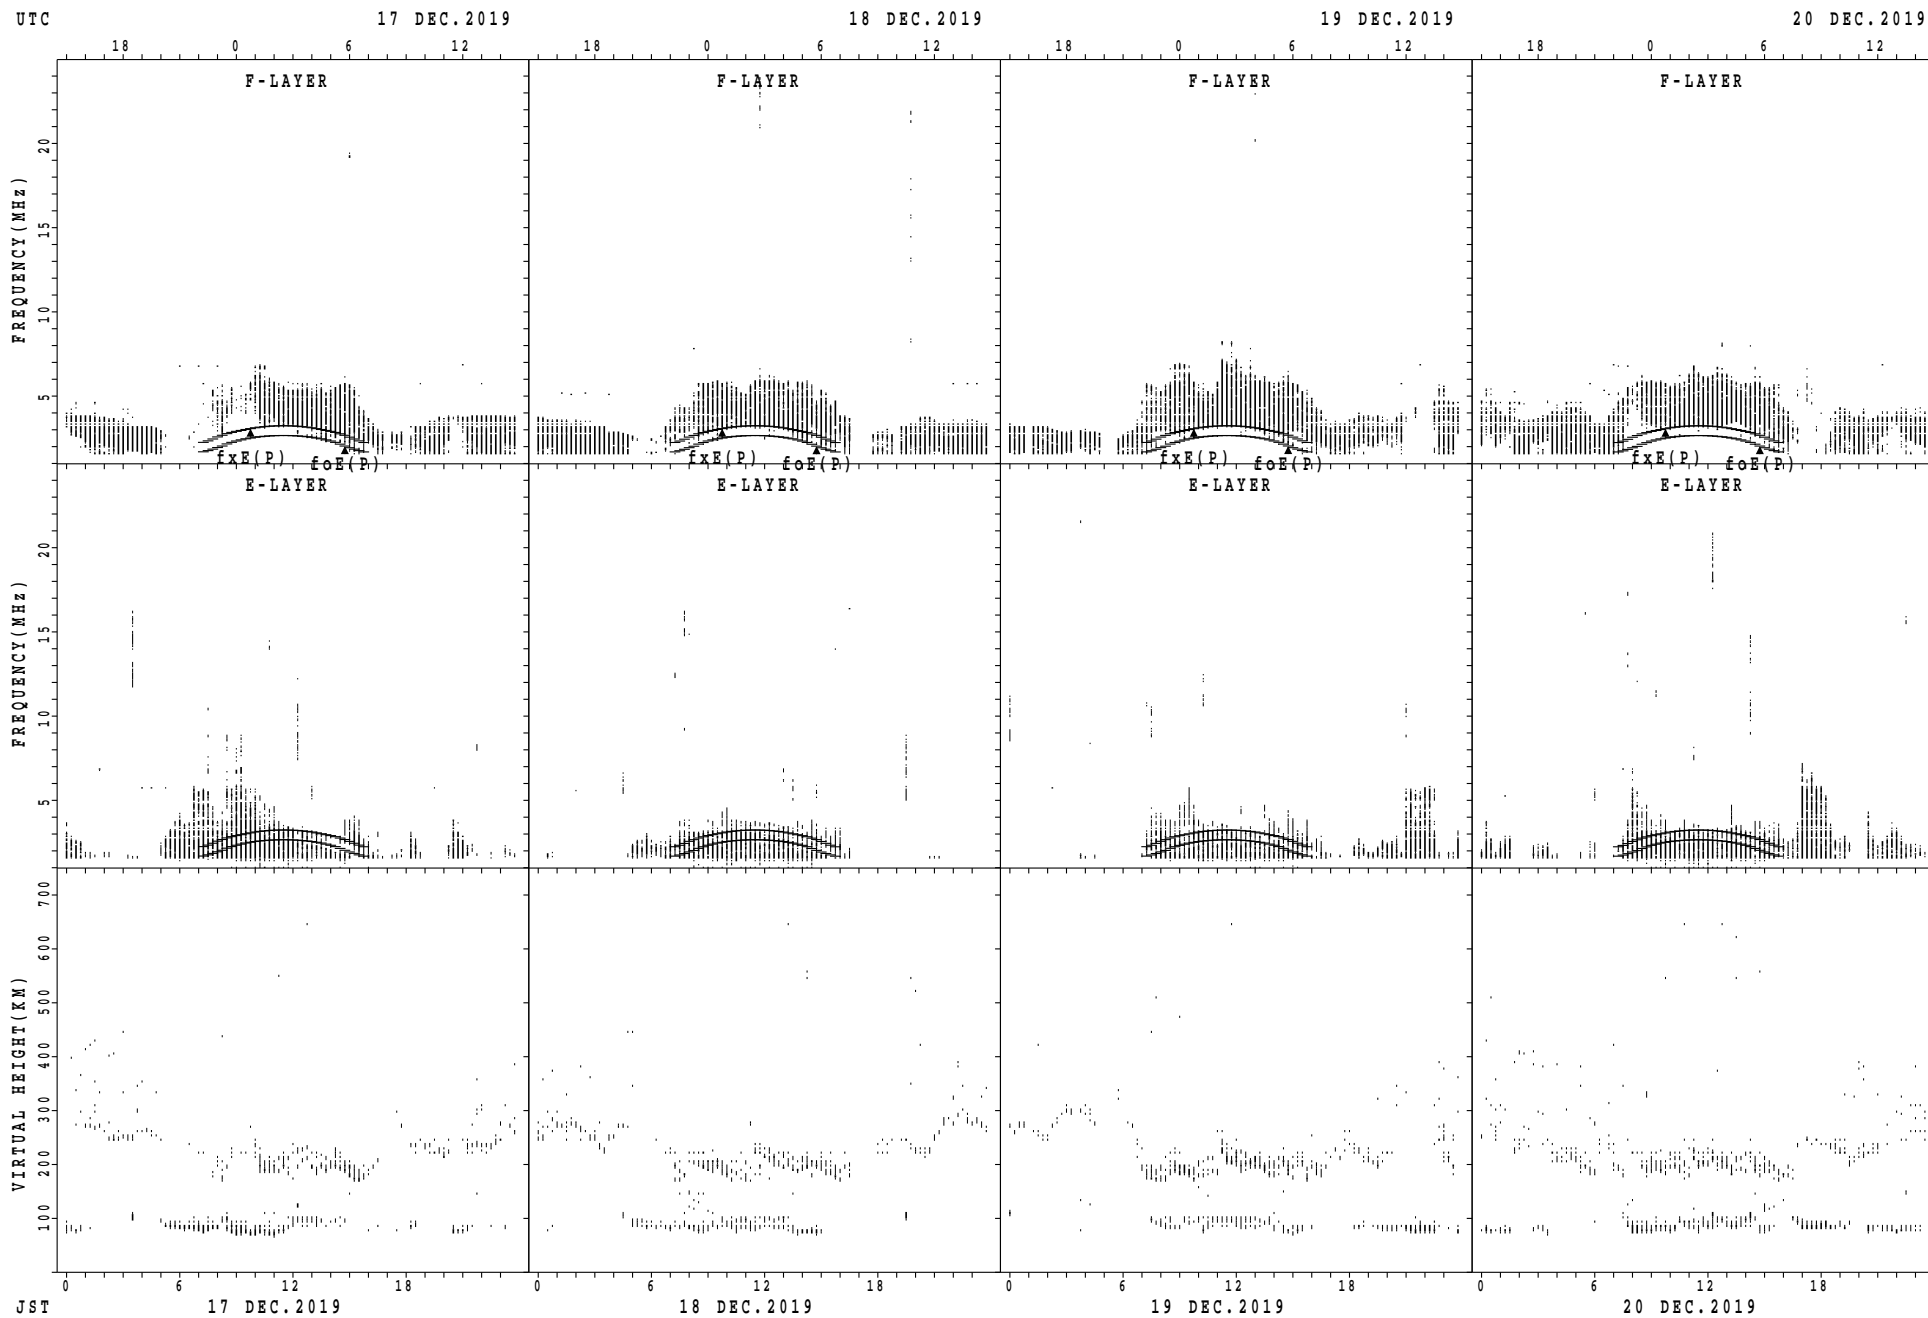 UTC 17 DEC.2019 18 DEC.2019 19 DEC.2019 20 DEC.2019
18 0 6 12 18 0 6 12 18 0 6 12 18 0 6 12
F-LAYER F-LAYER F-LAYER F-LAYER
FREQUENCY(MHz)
20
15
10
5
fxE(P) foE(P) fxE(P) foE(P) fxE(P) foE(P) fxE(P) foE(P)
E-LAYER E-LAYER E-LAYER E-LAYER
FREQUENCY(MHz)
20
15
10
5
VIRTUAL HEIGHT(KM)
700
600
500
400
300
200
100
0 6 12 18 0 6 12 18 0 6 12 18 0 6 12 18
JST 17 DEC.2019 18 DEC.2019 19 DEC.2019 20 DEC.2019